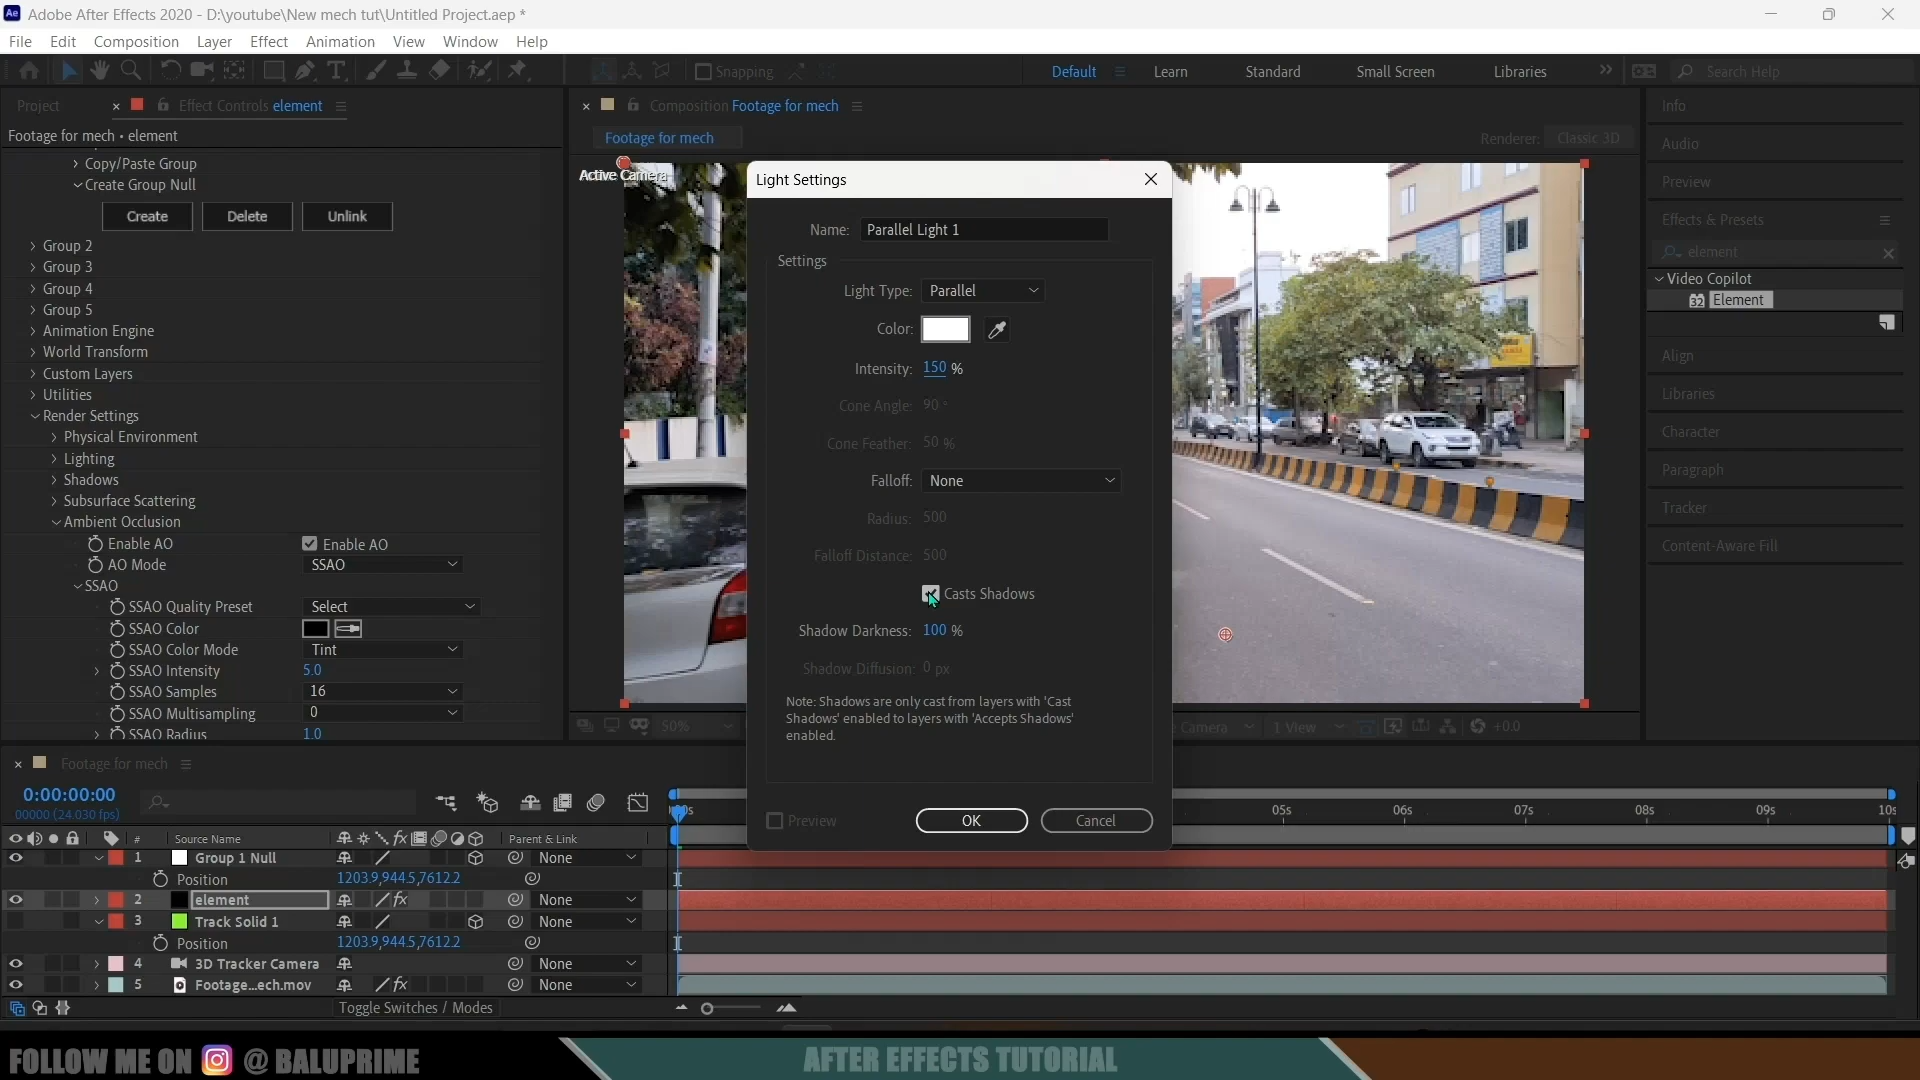 Ae Adobe After Effects 2020 - D:\youtube\New mech tut\Untitled Project.aep *
File Edit Composition Layer Effect Animation View Window Help
Snapping Default Learn Standard Small Screen Libraries Search Help
Project Effect Controls element
Footage for mech • element
Copy/Paste Group
Create Group Null
Create Delete Unlink
Group 2
Group 3
Group 4
Group 5
Animation Engine
World Transform
Custom Layers
Utilities
Render Settings
Physical Environment
Lighting
Shadows
Subsurface Scattering
Ambient Occlusion
Enable AO Enable AO
AO Mode SSAO
SSAO
SSAO Quality Preset Select
SSAO Color
SSAO Color Mode Tint
SSAO Intensity 5.0
SSAO Samples 16
SSAO Multisampling 0
SSAO Radius 1.0
Composition Footage for mech
Footage for mech
Renderer: Classic 3D
Active Camera
Light Settings
Name: Parallel Light 1
Settings
Light Type: Parallel
Color:
Intensity: 150 %
Cone Angle: 90 °
Cone Feather: 50 %
Falloff: None
Radius: 500
Falloff Distance: 500
Casts Shadows
Shadow Darkness: 100 %
Shadow Diffusion: 0 px
Note: Shadows are only cast from layers with 'Cast
Shadows' enabled to layers with 'Accepts Shadows'
enabled.
Preview OK Cancel
50% Camera 1 View +0.0
Info
Audio
Preview
Effects & Presets
element
Video Copilot
32 Element
Align
Libraries
Character
Paragraph
Tracker
Content-Aware Fill
Footage for mech
0:00:00:00
00000 (24.030 fps)
05s 06s 07s 08s 09s 10s
# Source Name Parent & Link
1 Group 1 Null None
Position 1203.9,944.5,7612.2
2 element None
3 Track Solid 1 None
Position 1203.9,944.5,7612.2
4 3D Tracker Camera None
5 Footage...ech.mov None
Toggle Switches / Modes
FOLLOW ME ON @ BALUPRIME
AFTER EFFECTS TUTORIAL